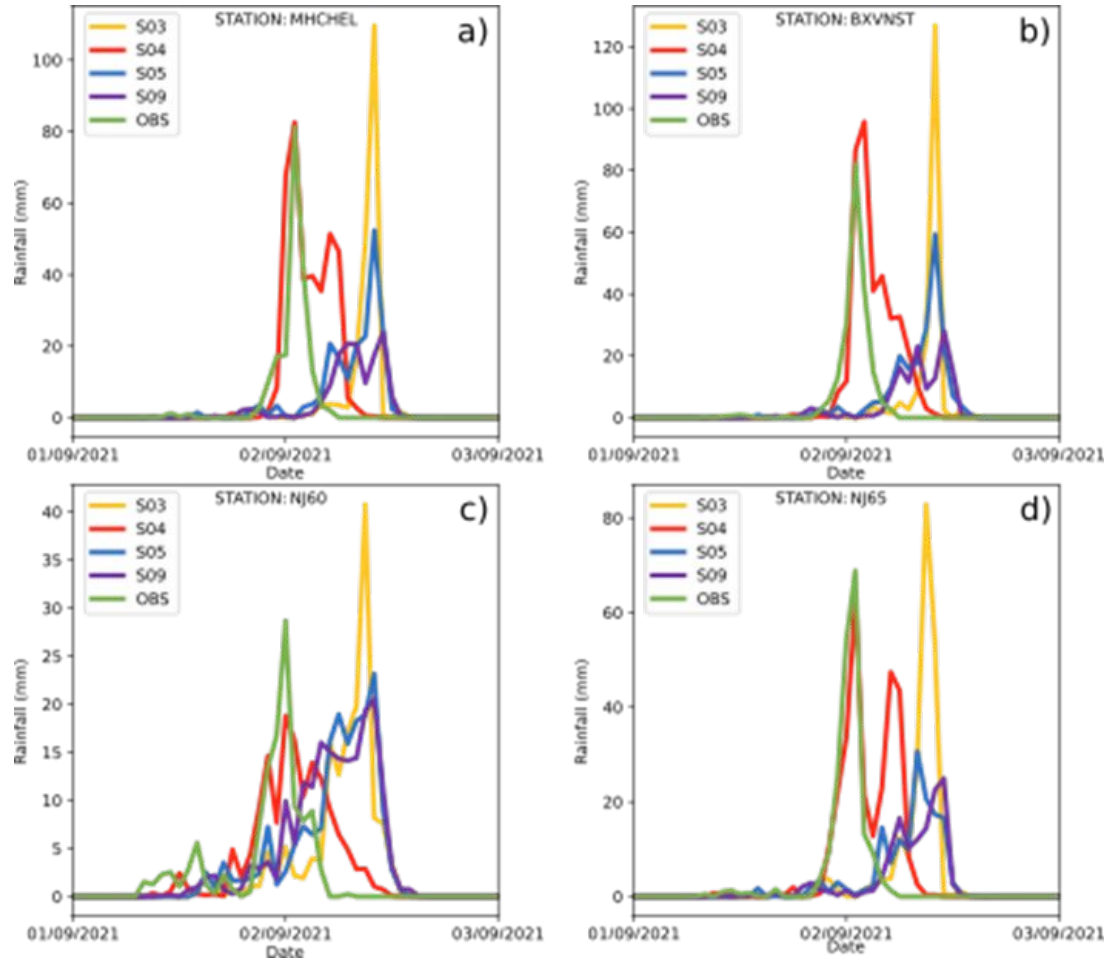 STATION: MHCHEL
a)
S03
S04
S05
S09
OBS
100
80
60
40
20
0
Rainfall (mm)
01/09/2021
02/09/2021
03/09/2021
Date
STATION: BXVNST
b)
S03
S04
S05
S09
OBS
120
100
80
60
40
20
0
Rainfall (mm)
01/09/2021
02/09/2021
03/09/2021
Date
STATION: NJ60
c)
S03
S04
S05
S09
OBS
40
35
30
25
20
15
10
5
0
Rainfall (mm)
01/09/2021
02/09/2021
03/09/2021
Date
STATION: NJ65
d)
S03
S04
S05
S09
OBS
80
60
40
20
0
Rainfall (mm)
01/09/2021
02/09/2021
03/09/2021
Date